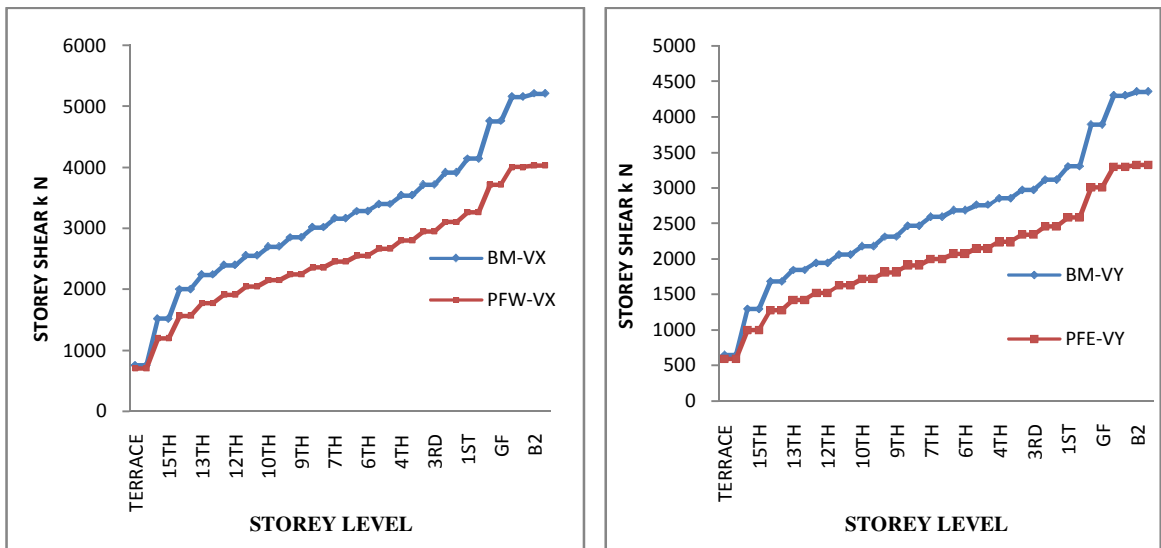 6000
5000
4000
3000
2000
1000
0
STOREY SHEAR k N
BM-VX
PFW-VX
TERRACE
15TH
13TH
12TH
10TH
9TH
7TH
6TH
4TH
3RD
1ST
GF
B2
STOREY LEVEL
5000
4500
4000
3500
3000
2500
2000
1500
1000
500
0
STOREY SHEAR k N
BM-VY
PFE-VY
TERRACE
15TH
13TH
12TH
10TH
9TH
7TH
6TH
4TH
3RD
1ST
GF
B2
STOREY LEVEL